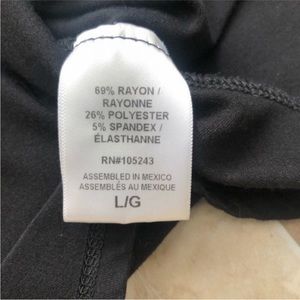 69% RAYON /
RAYONNE
26% POLYESTER
5% SPANDEX /
ÉLASTHANNE
RN#105243
ASSEMBLED IN MEXICO
ASSEMBLÉS AU MEXIQUE
L/G